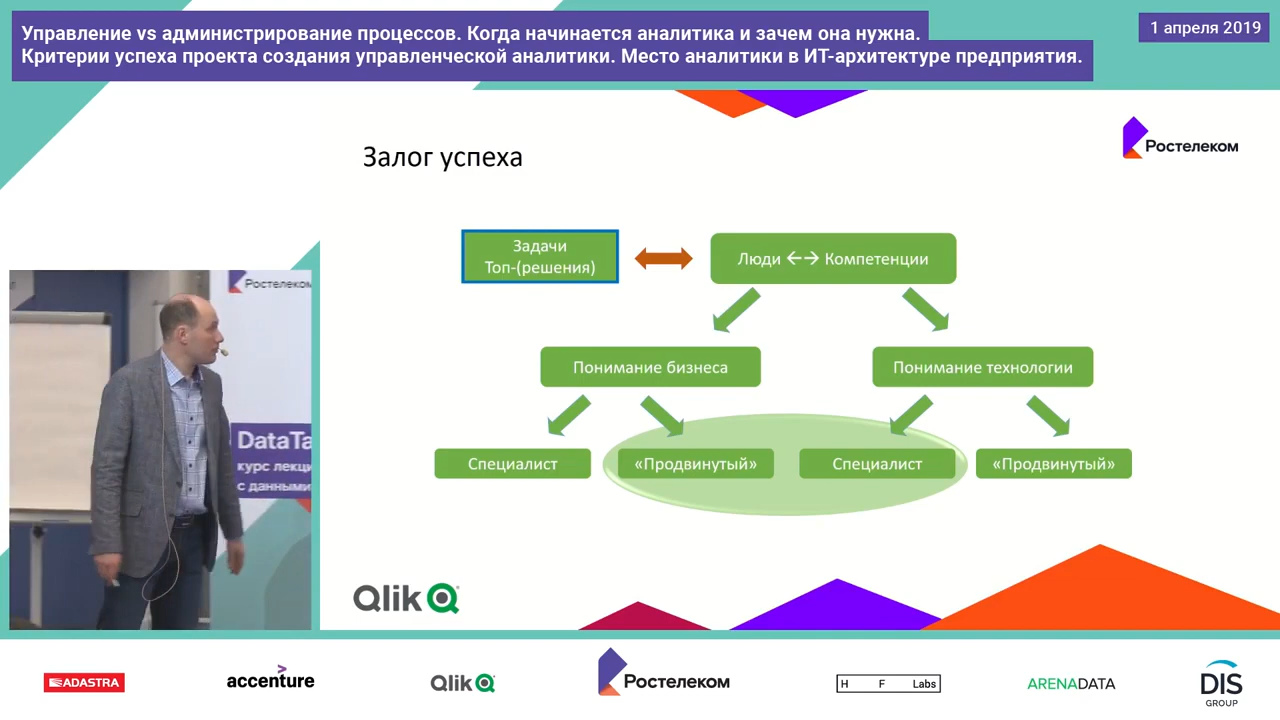 Управление vs администрирование процессов. Когда начинается аналитика и зачем она нужна.
Критерии успеха проекта создания управленческой аналитики. Место аналитики в ИТ-архитектуре предприятия.
1 апреля 2019
Залог успеха
Ростелеком
Задачи
Топ-(решения)
Люди ←→ Компетенции
Понимание бизнеса
Понимание технологии
Специалист
«Продвинутый»
Специалист
«Продвинутый»
Ростелеком
DataTa
курс лекци
с данными
Qlik
ADASTRA
accenture
Qlik
Ростелеком
H F Labs
ARENADATA
DIS
GROUP